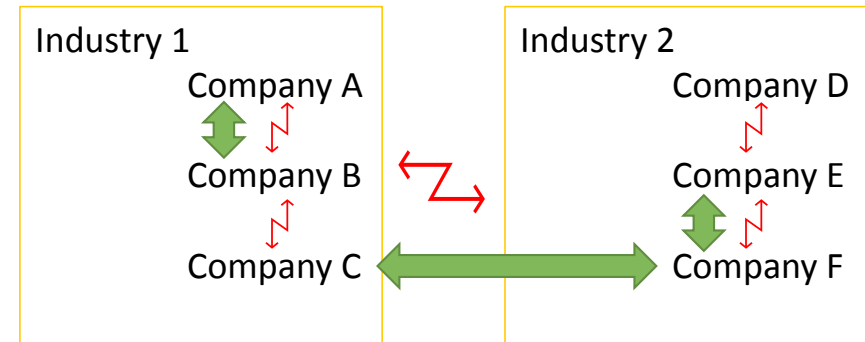 Industry 1
Company A
Company B
Company C
Industry 2
Company D
Company E
Company F